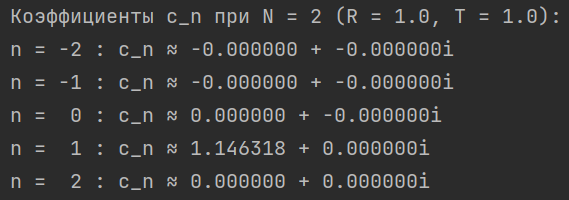 Коэффициенты c_n при N = 2 (R = 1.0, T = 1.0):
n = -2 : c_n ≈ -0.000000 + -0.000000i
n = -1 : c_n ≈ -0.000000 + -0.000000i
n =  0 : c_n ≈ 0.000000 + -0.000000i
n =  1 : c_n ≈ 1.146318 + 0.000000i
n =  2 : c_n ≈ 0.000000 + 0.000000i